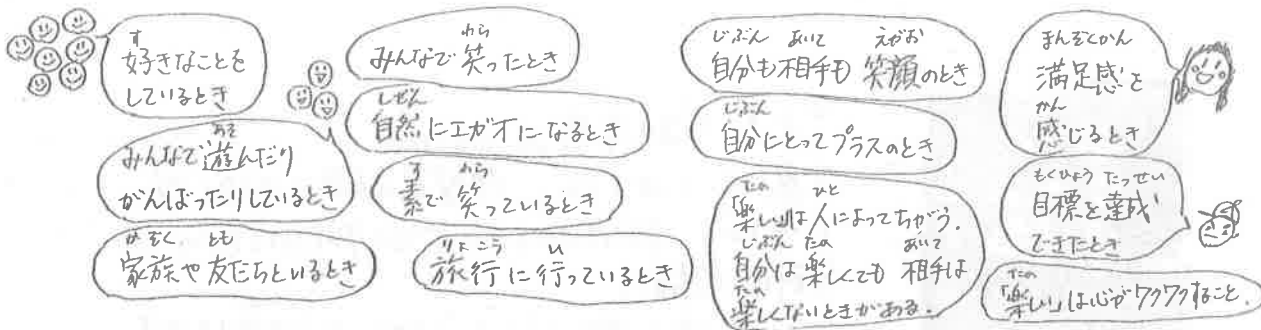 好きなことを
しているとき
みんなで遊んだり
がんばったりしているとき
家族や友だちといるとき
みんなで笑ったとき
自然にエガオになるとき
素で笑っているとき
旅行に行っているとき
自分も相手も笑顔のとき
自分にとってプラスのとき
「楽しい」は人によってちがう。
自分は楽しくても相手は
楽しくないときがある。
満足感を
感じるとき
目標を達成
できたとき
「楽しい」は心がワクワクすること。